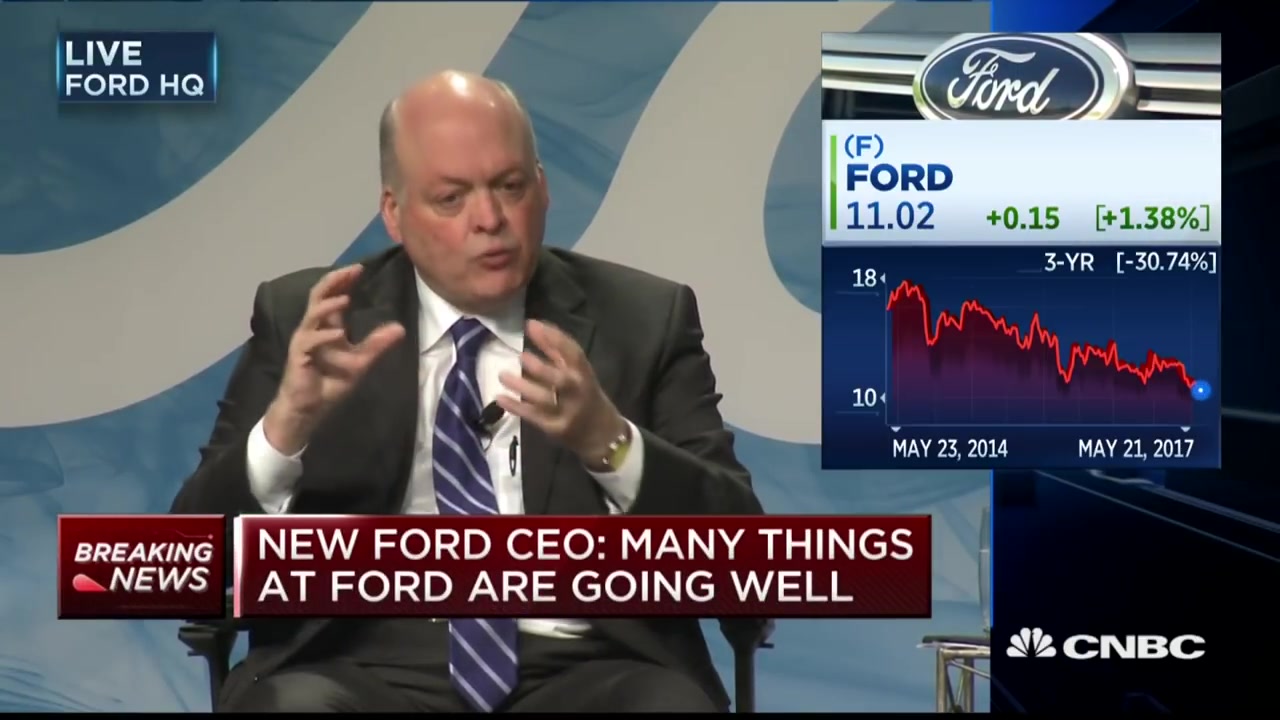 LIVE
FORD HQ
Ford
(F)
FORD
11.02 +0.15 [+1.38%]
3-YR [-30.74%]
18
10
MAY 23, 2014 MAY 21, 2017
BREAKING
NEWS
NEW FORD CEO: MANY THINGS
AT FORD ARE GOING WELL
CNBC